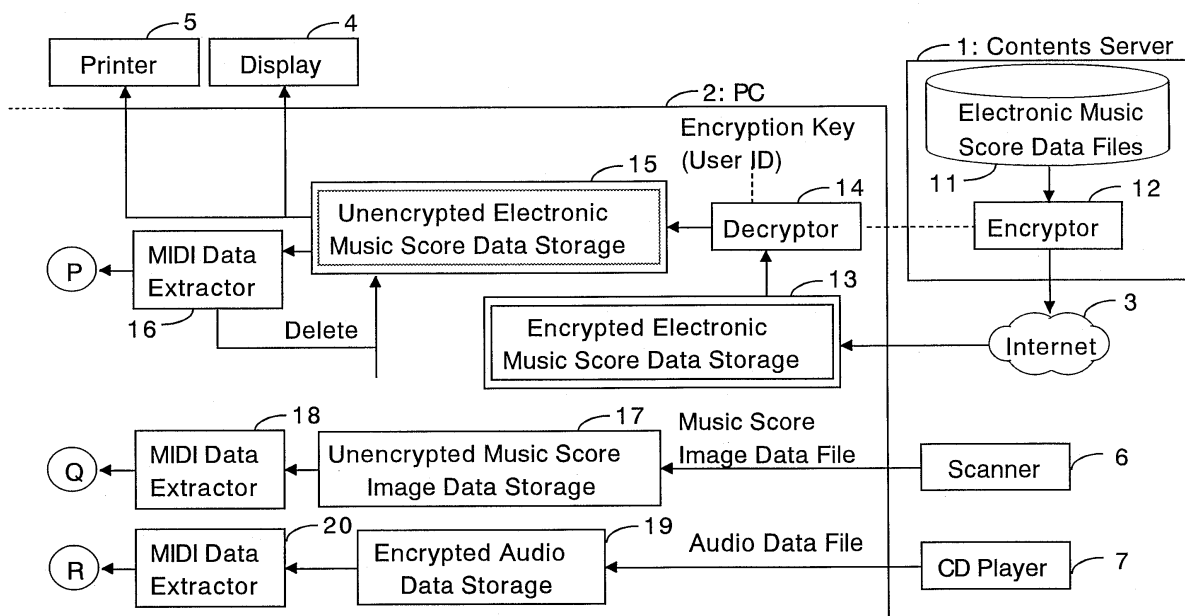 5
4
1: Contents Server
Printer
Display
2: PC
Electronic Music
Score Data Files
11
Encryption Key
(User ID)
15
14
12
Unencrypted Electronic
Music Score Data Storage
Decryptor
Encryptor
P
MIDI Data
Extractor
16
Delete
13
3
Encrypted Electronic
Music Score Data Storage
Internet
18
17
Music Score
Image Data File
Q
MIDI Data
Extractor
Unencrypted Music Score
Image Data Storage
Scanner
6
20
19
Audio Data File
R
MIDI Data
Extractor
Encrypted Audio
Data Storage
CD Player
7